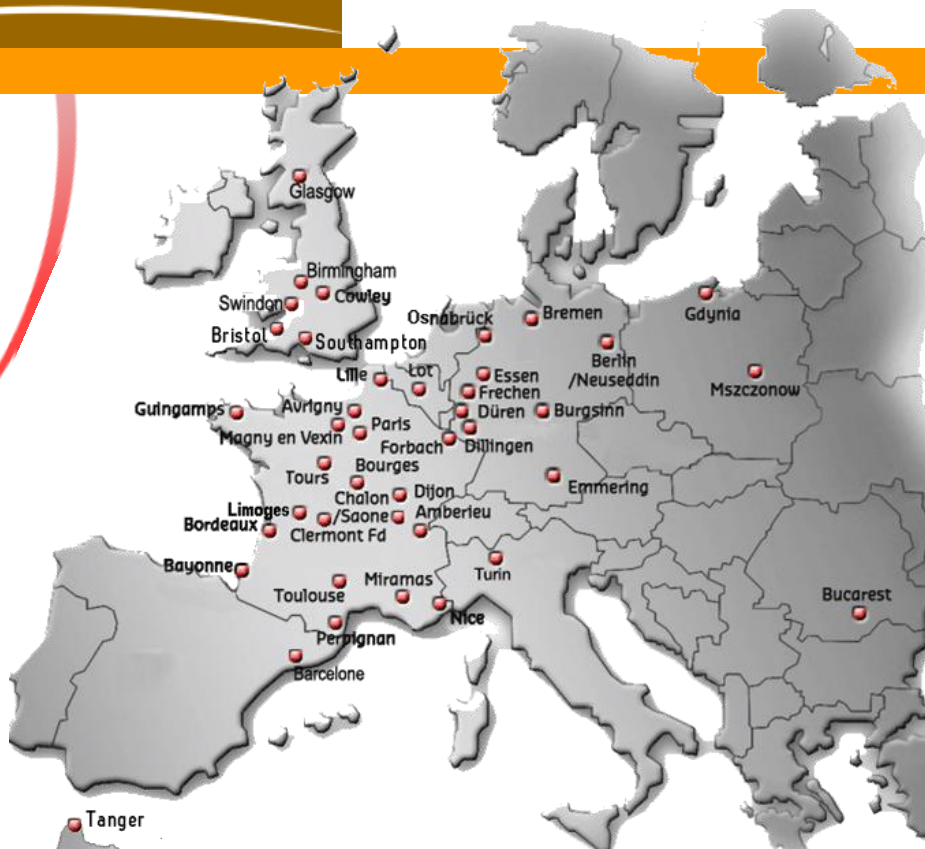 Glasgow
Birmingham
Cowley
Swindon
Bristol
Southampton
Osnabrück
Bremen
Gdynia
Berlin
/Neuseddin
Mszczonow
Lille
Lot
Essen
Frechen
Düren
Burgsinn
Dillingen
Forbach
Guingamps
Avrigny
Magny en Vexin
Paris
Tours
Bourges
Emmering
Chalon
/Saone
Dijon
Limoges
Amberieu
Bordeaux
Clermont Fd
Bayonne
Toulouse
Miramas
Turin
Nice
Bucarest
Perpignan
Barcelone
Tanger